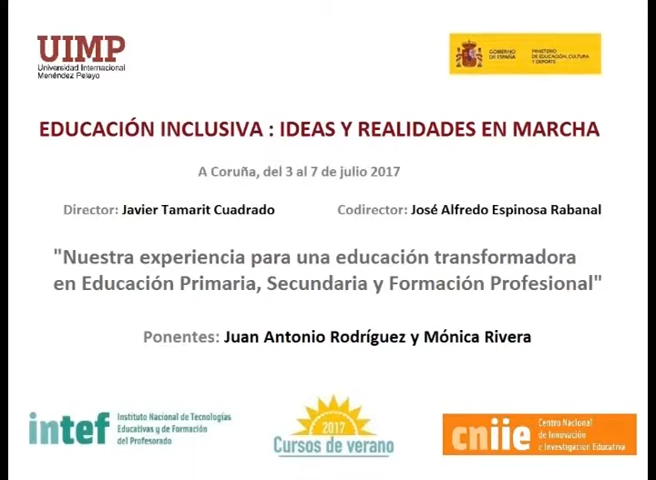 UIMP
Universidad Internacional
Menéndez Pelayo
GOBIERNO
DE ESPAÑA
MINISTERIO
DE EDUCACIÓN, CULTURA
Y DEPORTE
EDUCACIÓN INCLUSIVA : IDEAS Y REALIDADES EN MARCHA
A Coruña, del 3 al 7 de julio 2017
Director: Javier Tamarit Cuadrado
Codirector: José Alfredo Espinosa Rabanal
"Nuestra experiencia para una educación transformadora
en Educación Primaria, Secundaria y Formación Profesional"
Ponentes: Juan Antonio Rodríguez y Mónica Rivera
intef
Instituto Nacional de Tecnologías
Educativas y de Formación
del Profesorado
2017
Cursos de verano
cniie
Centro Nacional
de Innovación
e Investigación Educativa